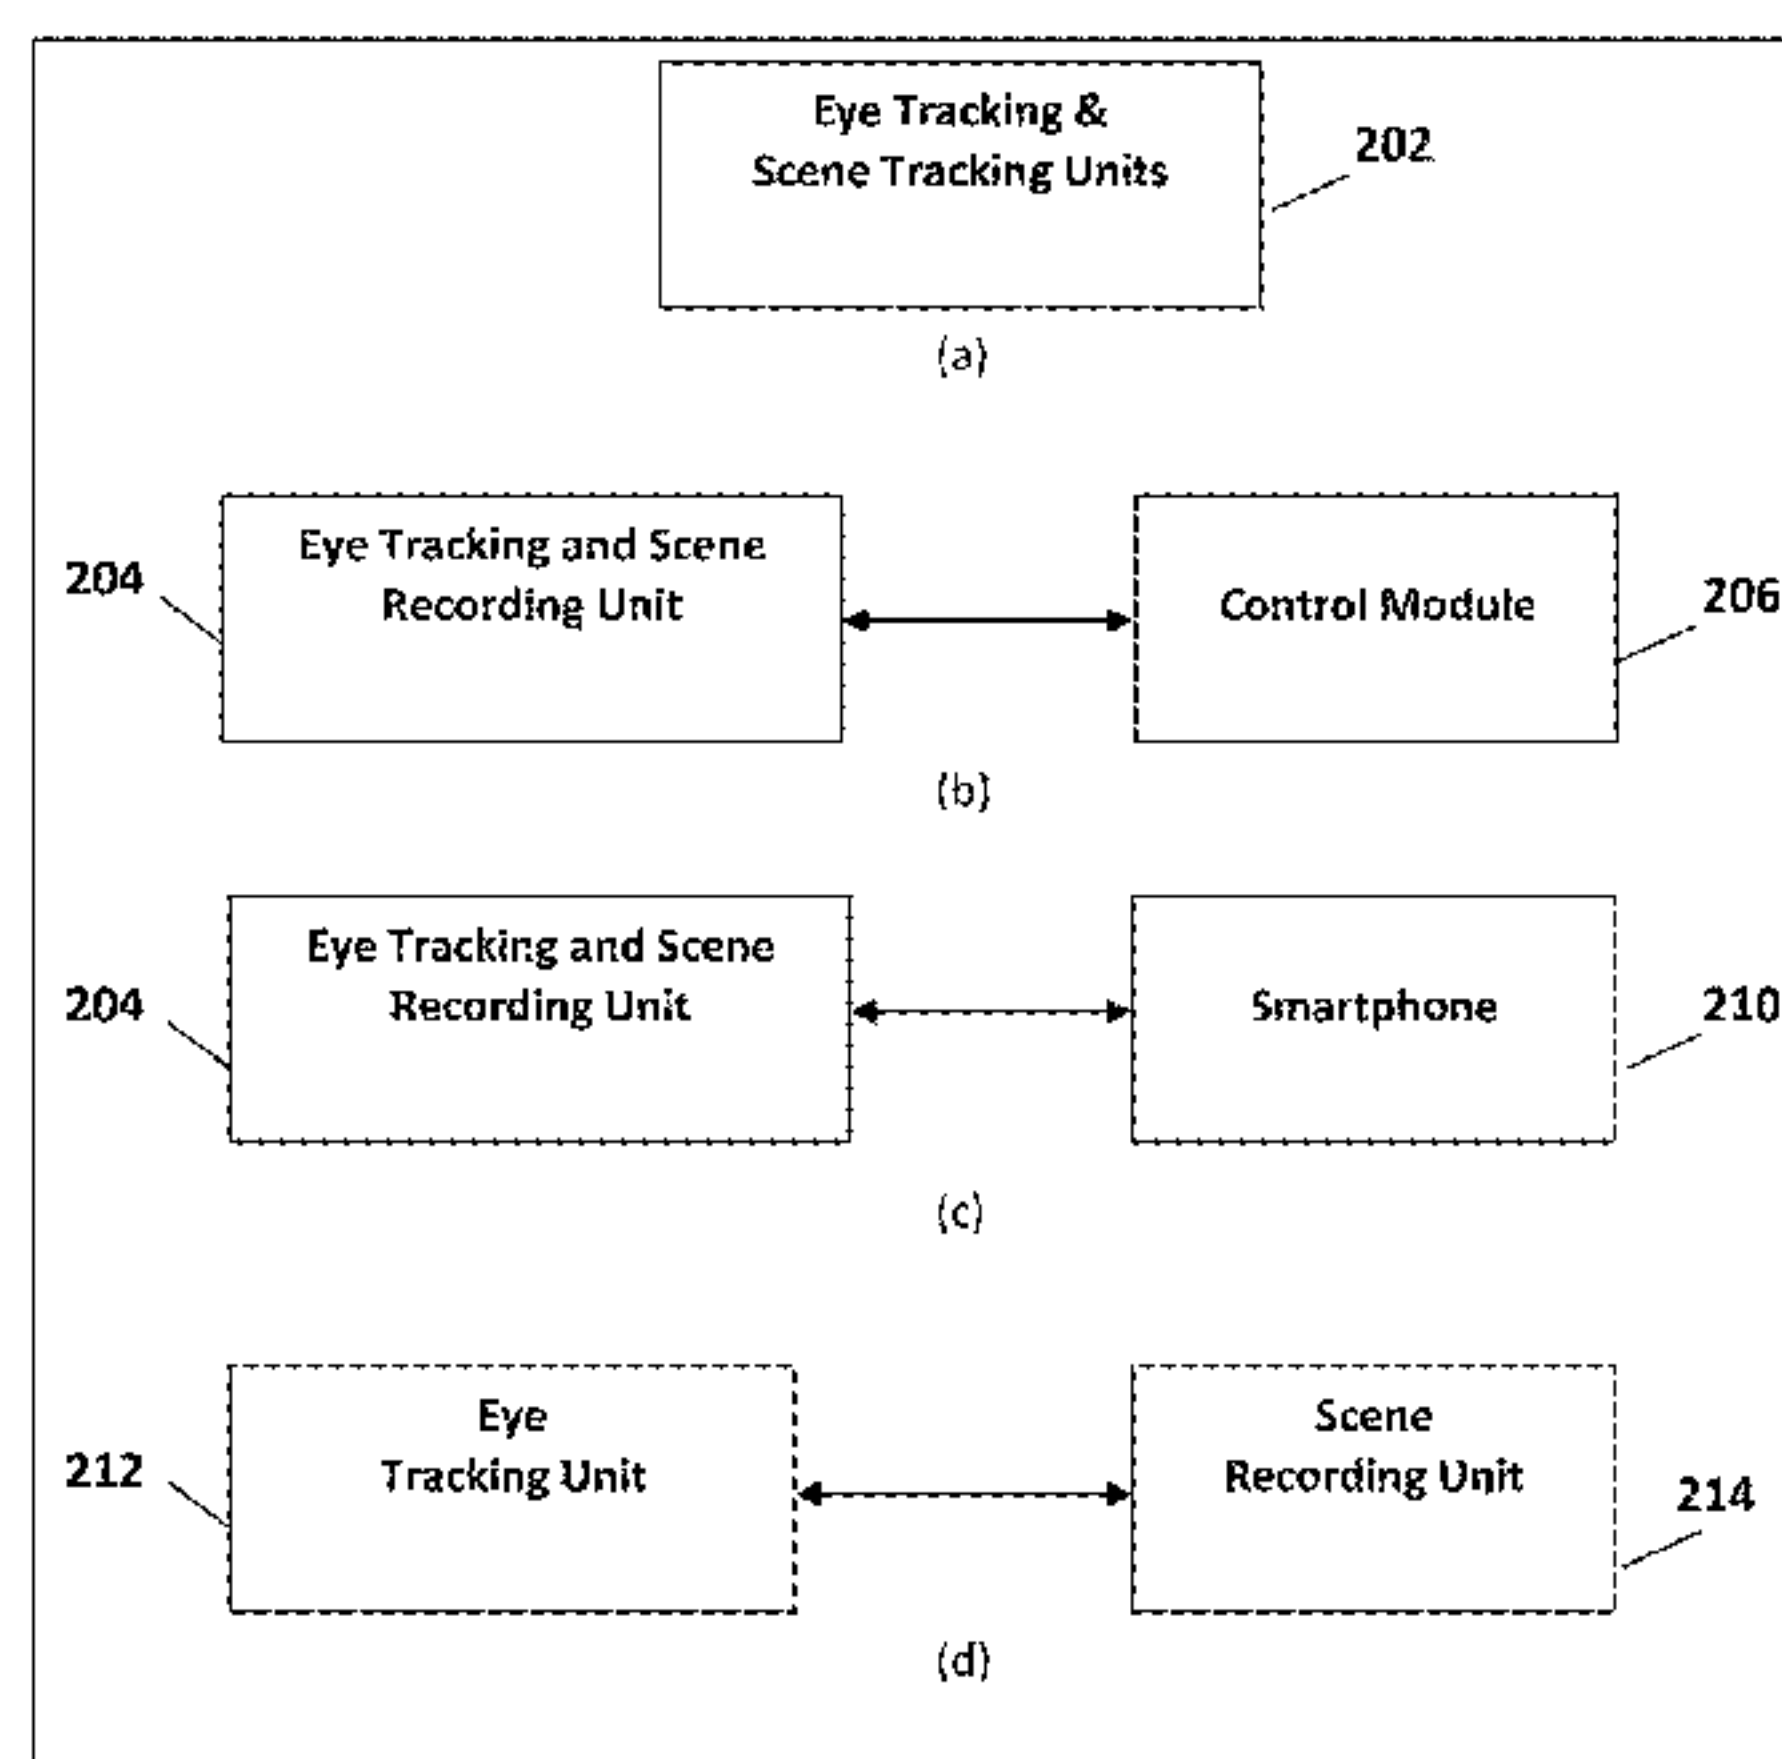 Eye Tracking &
Scene Tracking Units
202
(a)
204
Eye Tracking and Scene
Recording Unit
Control Module
206
(b)
204
Eye Tracking and Scene
Recording Unit
Smartphone
210
(c)
212
Eye
Tracking Unit
Scene
Recording Unit
214
(d)